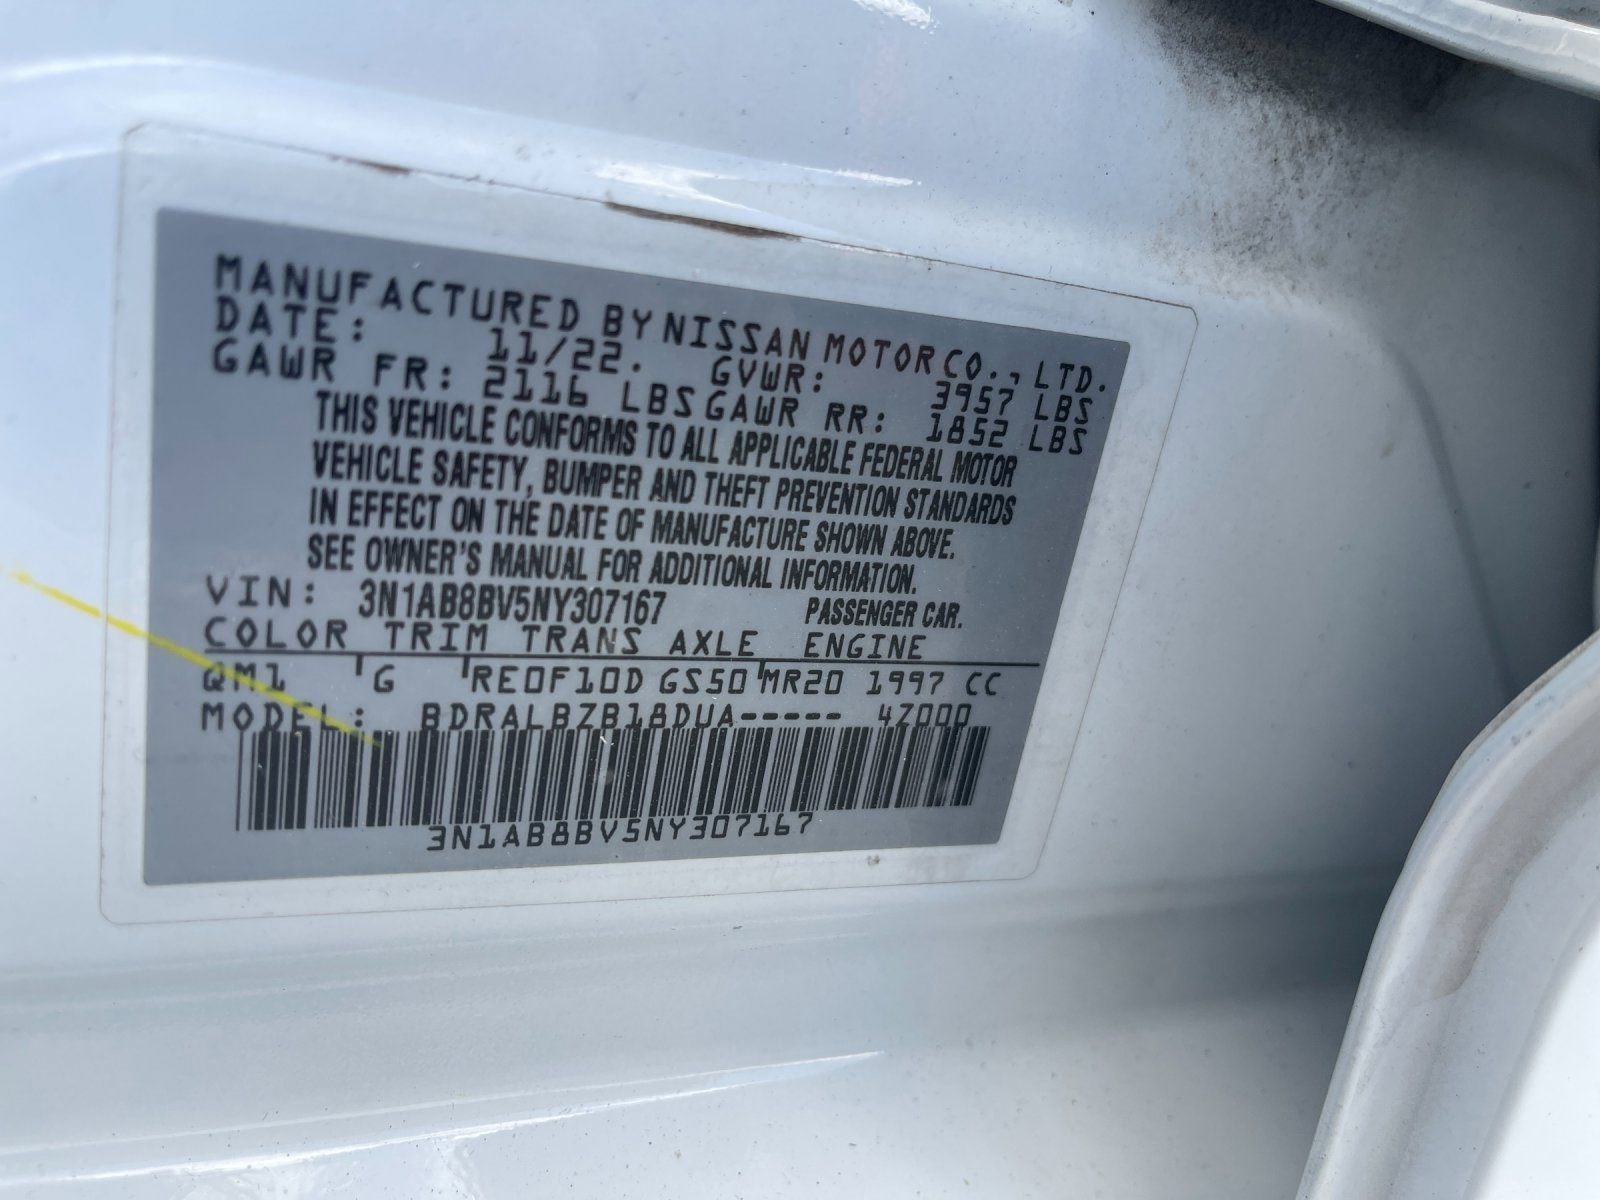 MANUFACTURED BY NISSAN MOTOR CO., LTD.
DATE: 11/22. GVWR: 3957 LBS
GAWR FR: 2116 LBS GAWR RR: 1852 LBS
THIS VEHICLE CONFORMS TO ALL APPLICABLE FEDERAL MOTOR
VEHICLE SAFETY, BUMPER AND THEFT PREVENTION STANDARDS
IN EFFECT ON THE DATE OF MANUFACTURE SHOWN ABOVE.
SEE OWNER'S MANUAL FOR ADDITIONAL INFORMATION.
VIN: 3N1AB8BV5NY307167 PASSENGER CAR.
COLOR TRIM TRANS AXLE ENGINE
QM1 G RE0F10D GS50 MR20 1997 CC
MODEL: BDRALBZB18DUA----- 4Z000
3N1AB8BV5NY307167